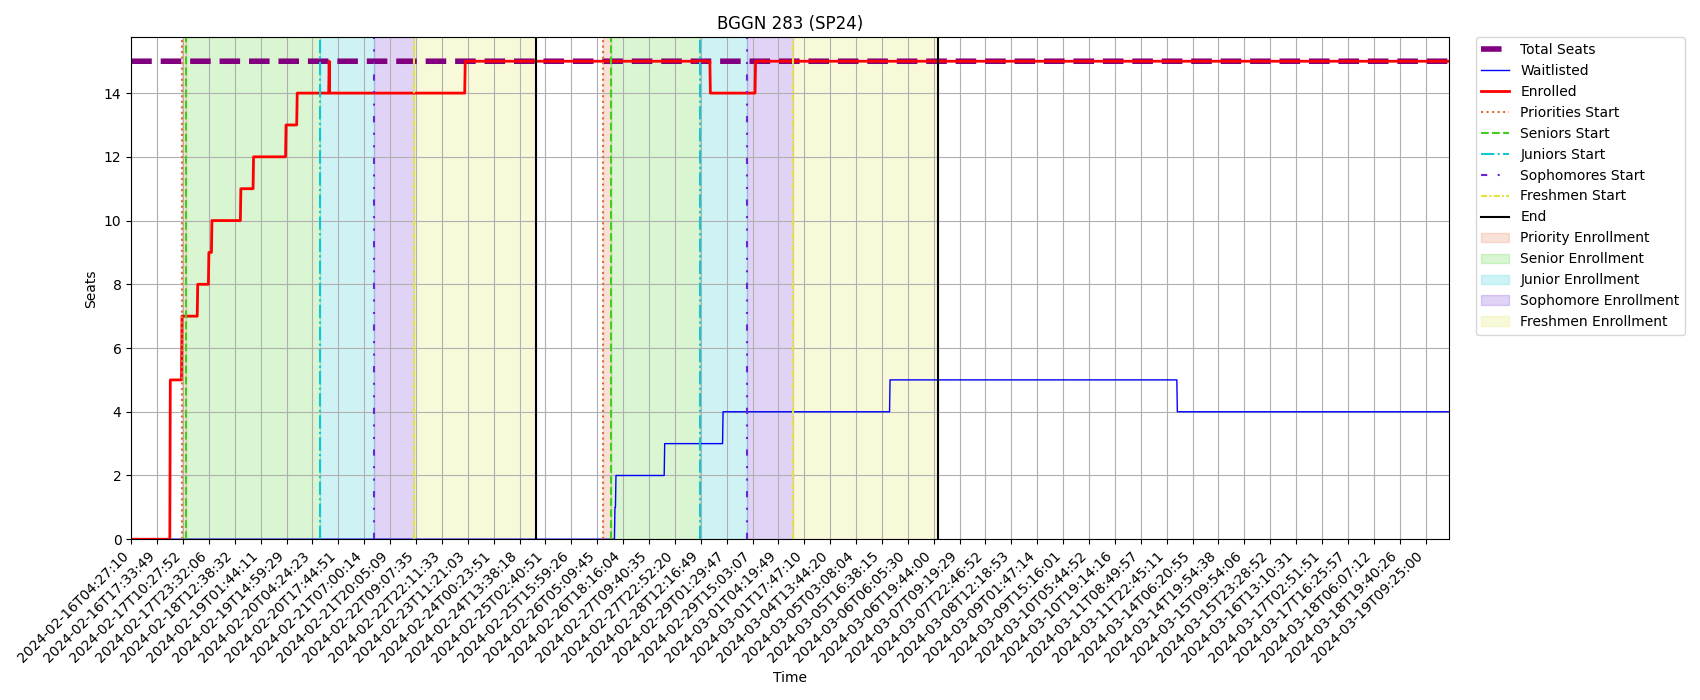 BGGN 283 (SP24)
Seats
14
12
10
8
6
4
2
0
2024-02-16T04:27:10
2024-02-16T17:33:49
2024-02-17T10:27:52
2024-02-17T23:32:06
2024-02-18T12:38:32
2024-02-19T01:44:11
2024-02-19T14:59:29
2024-02-20T04:24:23
2024-02-20T17:44:51
2024-02-21T07:00:14
2024-02-21T20:05:09
2024-02-22T09:07:35
2024-02-22T22:11:33
2024-02-23T11:21:03
2024-02-24T00:23:51
2024-02-24T13:38:18
2024-02-25T02:40:51
2024-02-25T15:59:26
2024-02-26T05:09:45
2024-02-26T18:16:04
2024-02-27T09:40:35
2024-02-27T22:52:20
2024-02-28T12:16:49
2024-02-29T01:29:47
2024-02-29T15:03:07
2024-03-01T04:19:49
2024-03-01T17:47:10
2024-03-04T13:44:20
2024-03-05T03:08:04
2024-03-05T16:38:15
2024-03-06T06:05:30
2024-03-06T19:44:00
2024-03-07T09:19:29
2024-03-07T22:46:52
2024-03-08T12:18:53
2024-03-09T01:47:14
2024-03-09T15:16:01
2024-03-10T05:44:52
2024-03-10T19:14:16
2024-03-11T08:49:57
2024-03-11T22:45:11
2024-03-14T06:20:55
2024-03-14T19:54:38
2024-03-15T09:54:06
2024-03-15T23:28:52
2024-03-16T13:10:31
2024-03-17T02:51:51
2024-03-17T16:25:57
2024-03-18T06:07:12
2024-03-18T19:40:26
2024-03-19T09:25:00
Time
Total Seats
Waitlisted
Enrolled
Priorities Start
Seniors Start
Juniors Start
Sophomores Start
Freshmen Start
End
Priority Enrollment
Senior Enrollment
Junior Enrollment
Sophomore Enrollment
Freshmen Enrollment